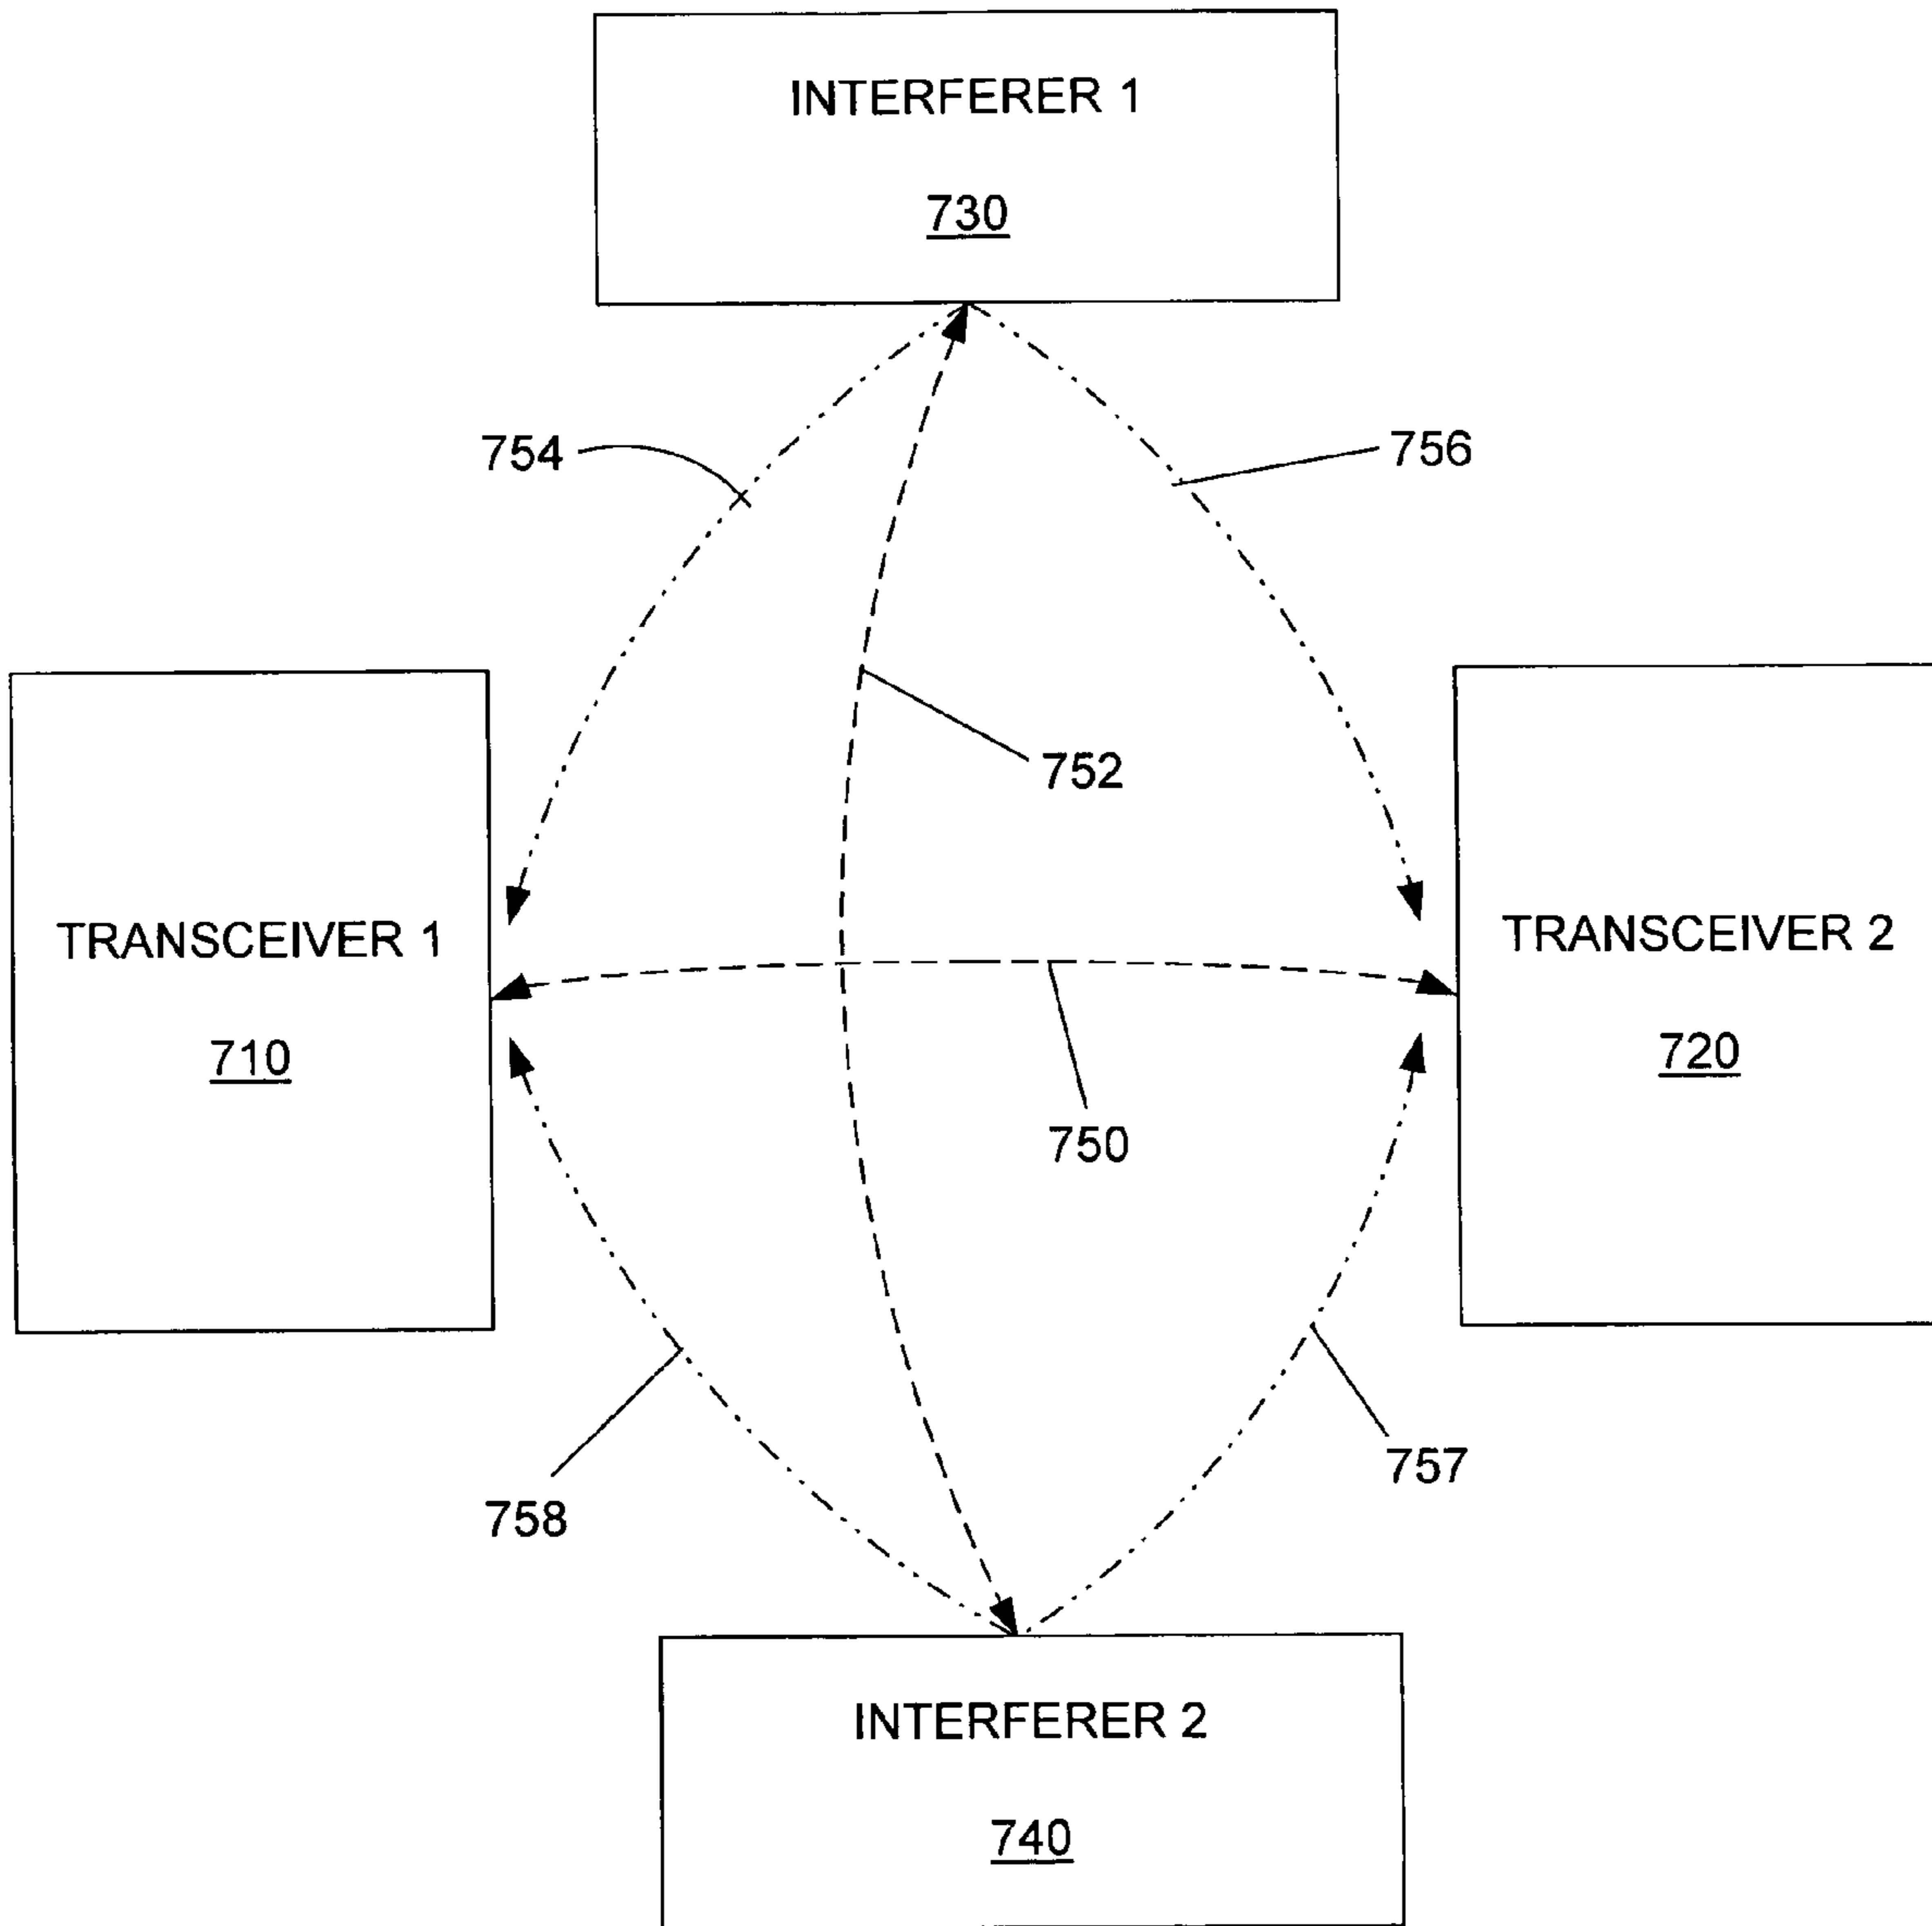 INTERFERER 1
730
754
756
752
TRANSCEIVER 1
710
TRANSCEIVER 2
720
750
758
757
INTERFERER 2
740